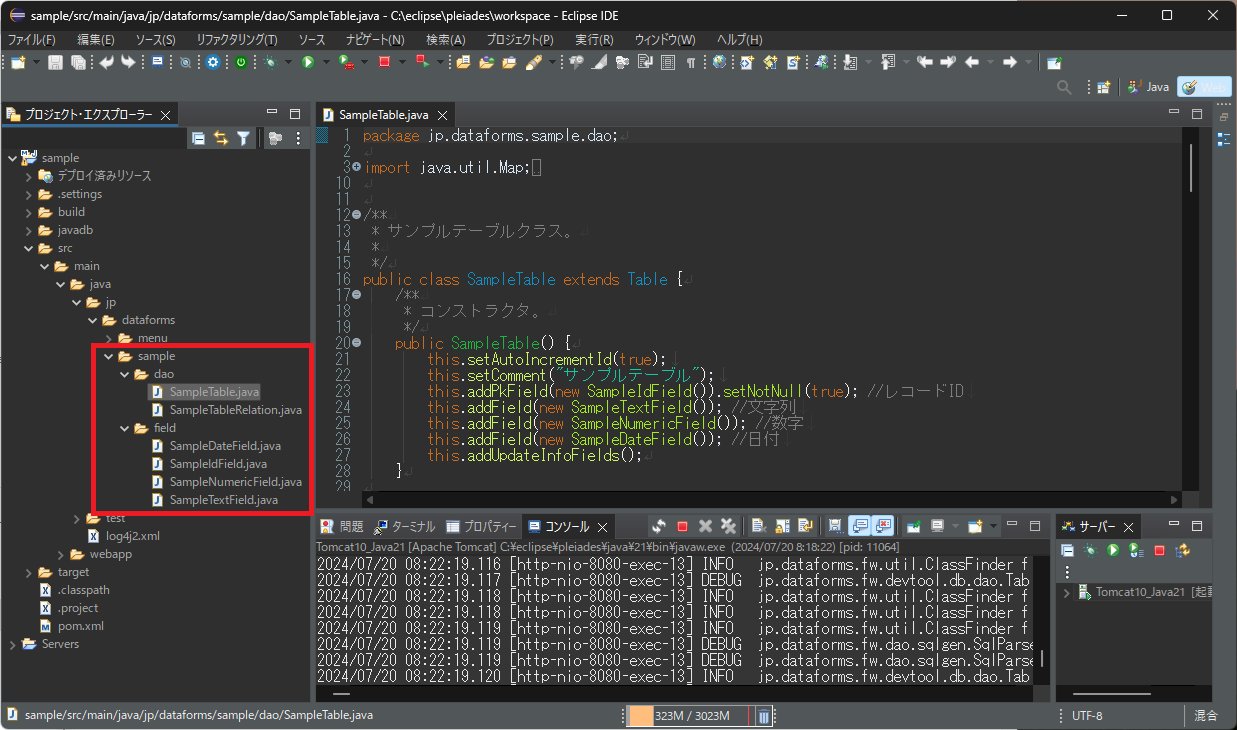 sample/src/main/java/jp/dataforms/sample/dao/SampleTable.java - C:\eclipse\pleiades\workspace - Eclipse IDE
ファイル(F) 編集(E) ソース(S) リファクタリング(T) ソース ナビゲート(N) 検索(A) プロジェクト(P) 実行(R) ウィンドウ(W) ヘルプ(H)
Java
プロジェクト・エクスプローラー
sample
デプロイ済みリソース
.settings
build
javadb
src
main
java
jp
dataforms
menu
sample
dao
SampleTable.java
SampleTableRelation.java
field
SampleDateField.java
SampleIdField.java
SampleNumericField.java
SampleTextField.java
test
log4j2.xml
webapp
target
.classpath
.project
pom.xml
Servers
SampleTable.java
1 package jp.dataforms.sample.dao;
2
3 import java.util.Map;
10
11
12 /**
13 * サンプルテーブルクラス。
14 *
15 */
16 public class SampleTable extends Table {
17 /**
18 * コンストラクタ。
19 */
20 public SampleTable() {
21 this.setAutoIncrementId(true);
22 this.setComment("サンプルテーブル");
23 this.addPkField(new SampleIdField()).setNotNull(true); //レコードID
24 this.addField(new SampleTextField()); //文字列
25 this.addField(new SampleNumericField()); //数字
26 this.addField(new SampleDateField()); //日付
27 this.addUpdateInfoFields();
28 }
29
問題 ターミナル プロパティー コンソール
Tomcat10_Java21 [Apache Tomcat] C:¥eclipse¥pleiades¥java¥21¥bin¥javaw.exe (2024/07/20 8:18:22) [pid: 11064]
2024/07/20 08:22:19.116 [http-nio-8080-exec-13] INFO jp.dataforms.fw.util.ClassFinder f
2024/07/20 08:22:19.117 [http-nio-8080-exec-13] DEBUG jp.dataforms.fw.devtool.db.dao.Tab
2024/07/20 08:22:19.118 [http-nio-8080-exec-13] INFO jp.dataforms.fw.util.ClassFinder f
2024/07/20 08:22:19.118 [http-nio-8080-exec-13] INFO jp.dataforms.fw.util.ClassFinder f
2024/07/20 08:22:19.119 [http-nio-8080-exec-13] INFO jp.dataforms.fw.util.ClassFinder f
2024/07/20 08:22:19.119 [http-nio-8080-exec-13] DEBUG jp.dataforms.fw.dao.sqlgen.SqlParse
2024/07/20 08:22:19.119 [http-nio-8080-exec-13] DEBUG jp.dataforms.fw.dao.sqlgen.SqlParse
2024/07/20 08:22:19.120 [http-nio-8080-exec-13] INFO jp.dataforms.fw.devtool.db.dao.Tab
サーバー
Tomcat10_Java21 [起動
sample/src/main/java/jp/dataforms/sample/dao/SampleTable.java
323M / 3023M
UTF-8
混合